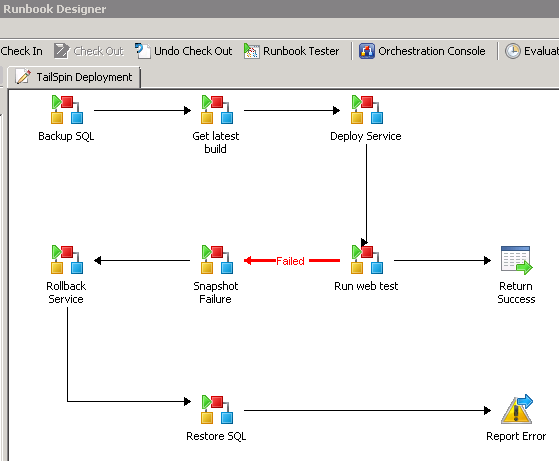 Runbook Designer
Check In Check Out Undo Check Out Runbook Tester Orchestration Console Evaluat
TailSpin Deployment
Backup SQL
Get latest
build
Deploy Service
Rollback
Service
Snapshot
Failure
Failed
Run web test
Return
Success
Restore SQL
Report Error